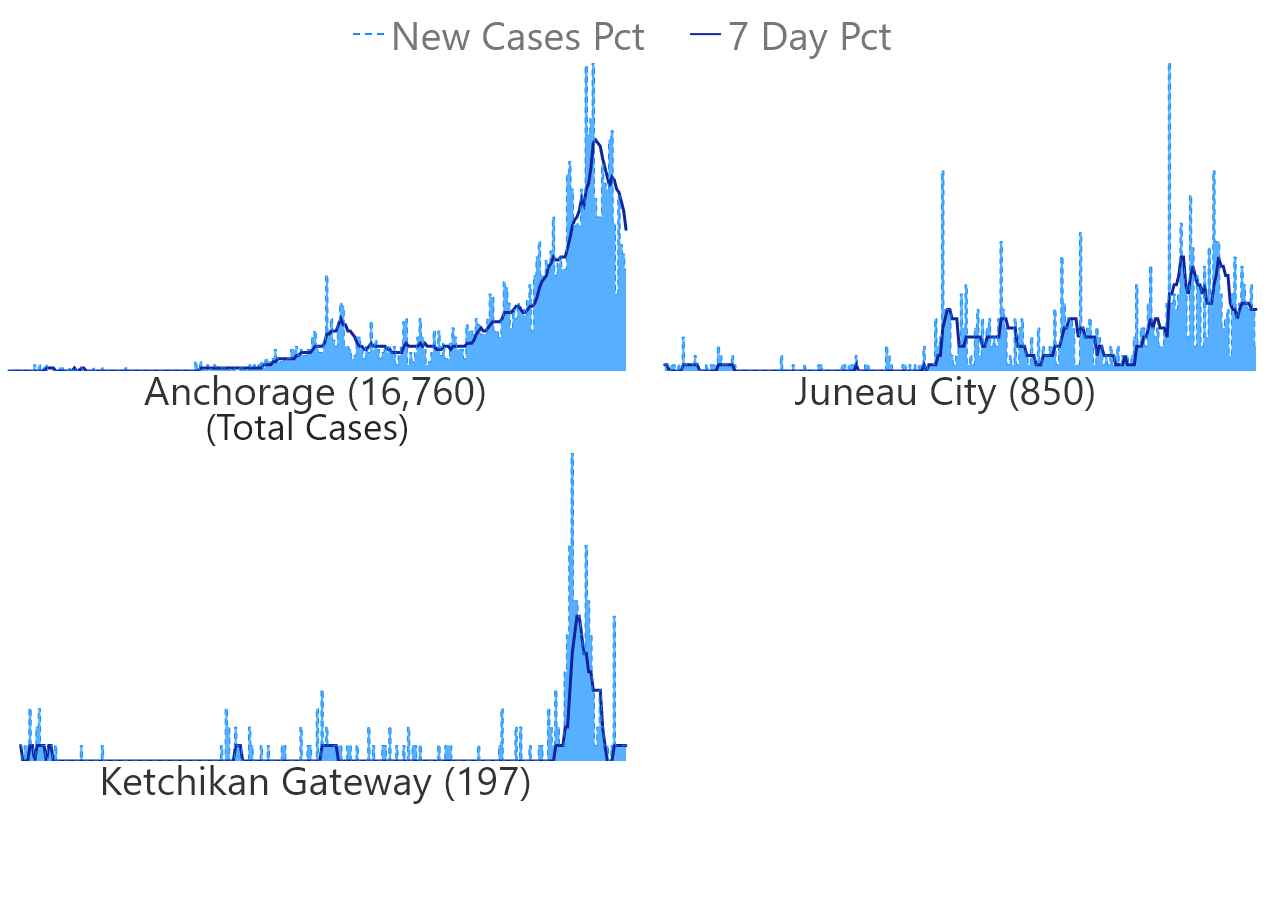 New Cases Pct 7 Day Pct
Anchorage (16,760)
(Total Cases)
Juneau City (850)
Ketchikan Gateway (197)